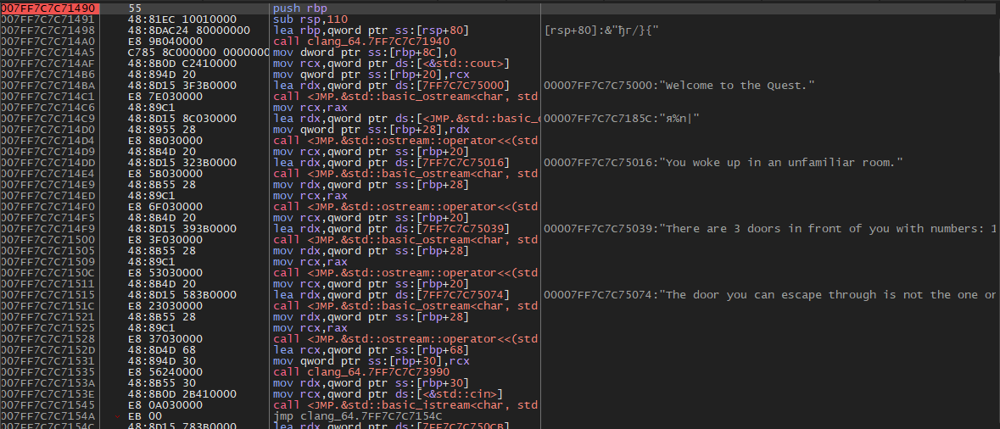 007FF7C7C71490 55 push rbp
007FF7C7C71491 48:81EC 10010000 sub rsp,110
007FF7C7C71498 48:8DAC24 80000000 lea rbp,qword ptr ss:[rsp+80] [rsp+80]:&"ђг/}{"
007FF7C7C714A0 E8 9B040000 call clang_64.7FF7C7C71940
007FF7C7C714A5 C785 8C000000 00000000 mov dword ptr ss:[rbp+8C],0
007FF7C7C714AF 48:8B0D C2410000 mov rcx,qword ptr ds:[<&std::cout>]
007FF7C7C714B6 48:894D 20 mov qword ptr ss:[rbp+20],rcx
007FF7C7C714BA 48:8D15 3F3B0000 lea rdx,qword ptr ds:[7FF7C7C75000] 00007FF7C7C75000:"Welcome to the Quest."
007FF7C7C714C1 E8 7E030000 call <JMP.&std::basic_ostream<char, std
007FF7C7C714C6 48:89C1 mov rcx,rax
007FF7C7C714C9 48:8D15 8C030000 lea rdx,qword ptr ds:[<JMP.&std::basic_ 00007FF7C7C7185C:"я%n|"
007FF7C7C714D0 48:8955 28 mov qword ptr ss:[rbp+28],rdx
007FF7C7C714D4 E8 8B030000 call <JMP.&std::ostream::operator<<(std
007FF7C7C714D9 48:8B4D 20 mov rcx,qword ptr ss:[rbp+20]
007FF7C7C714DD 48:8D15 323B0000 lea rdx,qword ptr ds:[7FF7C7C75016] 00007FF7C7C75016:"You woke up in an unfamiliar room."
007FF7C7C714E4 E8 5B030000 call <JMP.&std::basic_ostream<char, std
007FF7C7C714E9 48:8B55 28 mov rdx,qword ptr ss:[rbp+28]
007FF7C7C714ED 48:89C1 mov rcx,rax
007FF7C7C714F0 E8 6F030000 call <JMP.&std::ostream::operator<<(std
007FF7C7C714F5 48:8B4D 20 mov rcx,qword ptr ss:[rbp+20]
007FF7C7C714F9 48:8D15 393B0000 lea rdx,qword ptr ds:[7FF7C7C75039] 00007FF7C7C75039:"There are 3 doors in front of you with numbers: 1
007FF7C7C71500 E8 3F030000 call <JMP.&std::basic_ostream<char, std
007FF7C7C71505 48:8B55 28 mov rdx,qword ptr ss:[rbp+28]
007FF7C7C71509 48:89C1 mov rcx,rax
007FF7C7C7150C E8 53030000 call <JMP.&std::ostream::operator<<(std
007FF7C7C71511 48:8B4D 20 mov rcx,qword ptr ss:[rbp+20]
007FF7C7C71515 48:8D15 583B0000 lea rdx,qword ptr ds:[7FF7C7C75074] 00007FF7C7C75074:"The door you can escape through is not the one or
007FF7C7C7151C E8 23030000 call <JMP.&std::basic_ostream<char, std
007FF7C7C71521 48:8B55 28 mov rdx,qword ptr ss:[rbp+28]
007FF7C7C71525 48:89C1 mov rcx,rax
007FF7C7C71528 E8 37030000 call <JMP.&std::ostream::operator<<(std
007FF7C7C7152D 48:8D4D 68 lea rcx,qword ptr ss:[rbp+68]
007FF7C7C71531 48:894D 30 mov qword ptr ss:[rbp+30],rcx
007FF7C7C71535 E8 56240000 call clang_64.7FF7C7C73990
007FF7C7C7153A 48:8B55 30 mov rdx,qword ptr ss:[rbp+30]
007FF7C7C7153E 48:8B0D 2B410000 mov rcx,qword ptr ds:[<&std::cin>]
007FF7C7C71545 E8 0A030000 call <JMP.&std::basic_istream<char, std
007FF7C7C7154A EB 00 jmp clang_64.7FF7C7C7154C
007FF7C7C7154C 48:8D15 783B0000 lea rdx,qword ptr ds:[7FF7C7C750CB]